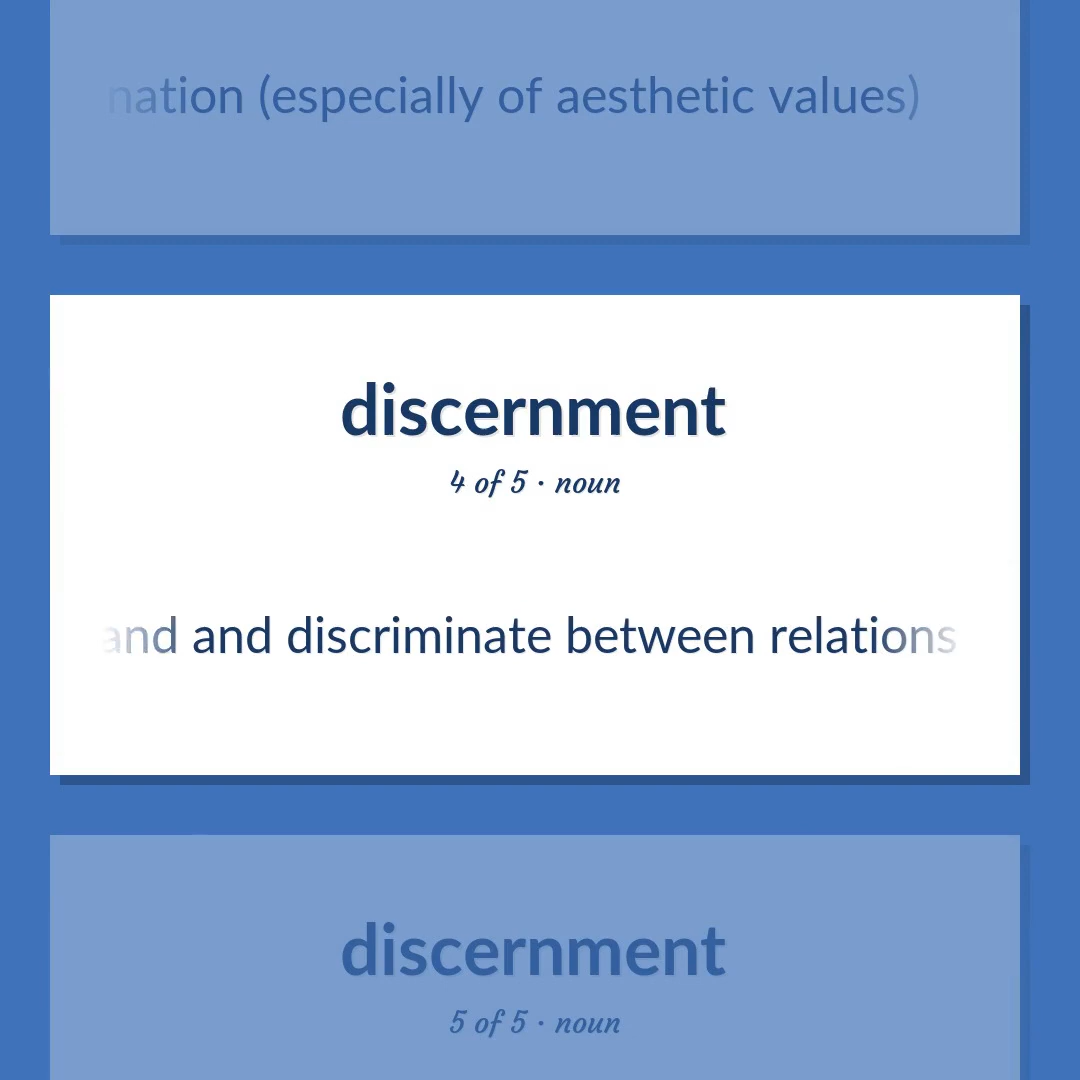 nation (especially of aesthetic values)
discernment
4 of 5 · noun
and and discriminate between relations
discernment
5 of 5 · noun